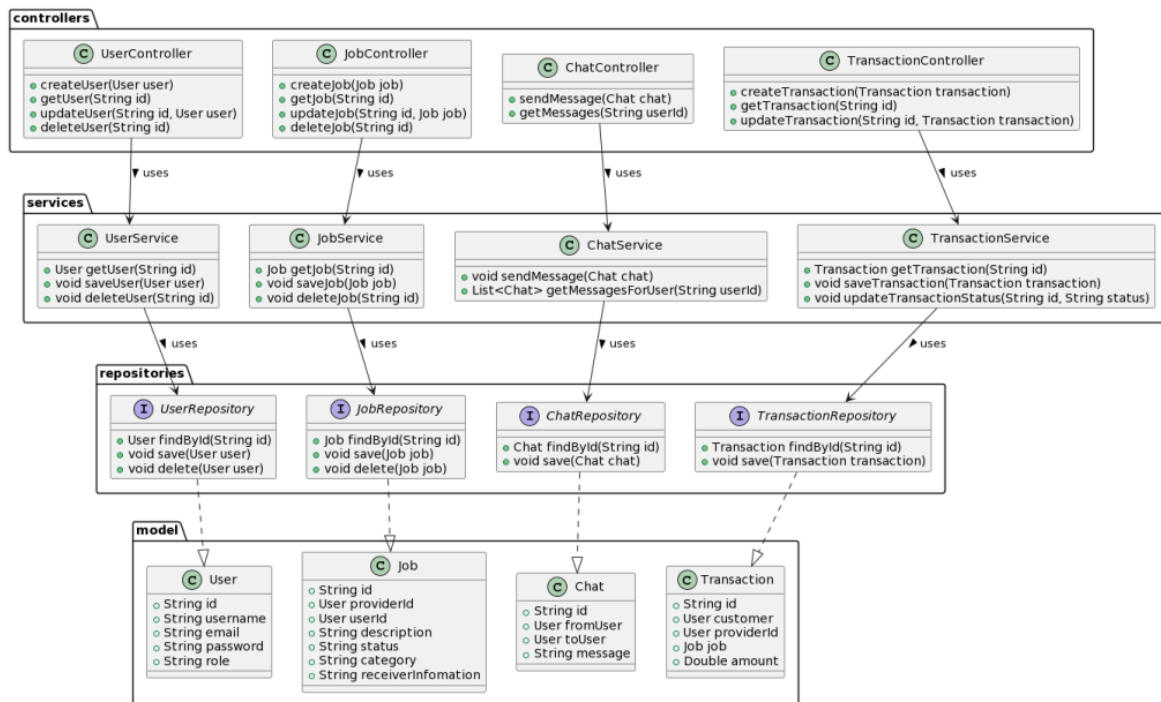 controllers
C UserController
createUser(User user)
getUser(String id)
updateUser(String id, User user)
deleteUser(String id)
C JobController
createJob(Job job)
getJob(String id)
updateJob(String id, Job job)
deleteJob(String id)
C ChatController
sendMessage(Chat chat)
getMessages(String userId)
C TransactionController
createTransaction(Transaction transaction)
getTransaction(String id)
updateTransaction(String id, Transaction transaction)
uses
uses
uses
uses
services
C UserService
User getUser(String id)
void saveUser(User user)
void deleteUser(String id)
C JobService
Job getJob(String id)
void saveJob(Job job)
void deleteJob(String id)
C ChatService
void sendMessage(Chat chat)
List<Chat> getMessagesForUser(String userId)
C TransactionService
Transaction getTransaction(String id)
void saveTransaction(Transaction transaction)
void updateTransactionStatus(String id, String status)
uses
uses
uses
uses
repositories
I UserRepository
User findById(String id)
void save(User user)
void delete(User user)
I JobRepository
Job findById(String id)
void save(Job job)
void delete(Job job)
I ChatRepository
Chat findById(String id)
void save(Chat chat)
I TransactionRepository
Transaction findById(String id)
void save(Transaction transaction)
model
C User
String id
String username
String email
String password
String role
C Job
String id
User providerId
User userId
String description
String status
String category
String receiverInfomation
C Chat
String id
User fromUser
User toUser
String message
C Transaction
String id
User customer
User providerId
Job job
Double amount